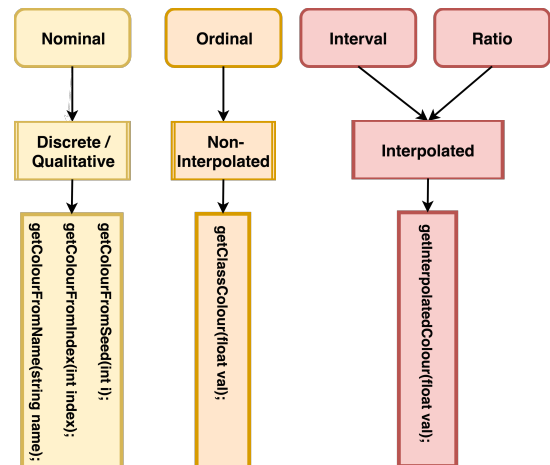 Nominal
Ordinal
Interval
Ratio
Discrete /
Qualitative
Non-
Interpolated
Interpolated
getColourFromSeed(int i);
getColourFromIndex(int index);
getColourFromName(string name);
getClassColour(float val);
getInterpolatedColour(float val);